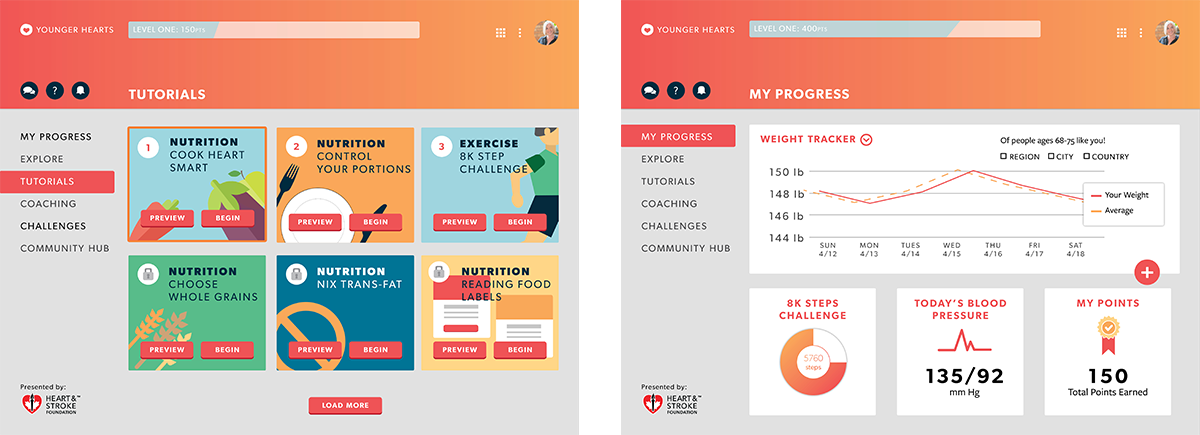 YOUNGER HEARTS
LEVEL ONE: 150PTS
?
TUTORIALS
MY PROGRESS
EXPLORE
TUTORIALS
COACHING
CHALLENGES
COMMUNITY HUB
1
NUTRITION
COOK HEART
SMART
PREVIEW
BEGIN
2
NUTRITION
CONTROL
YOUR PORTIONS
PREVIEW
BEGIN
3
EXERCISE
8K STEP
CHALLENGE
PREVIEW
BEGIN
NUTRITION
CHOOSE
WHOLE GRAINS
PREVIEW
BEGIN
NUTRITION
NIX TRANS-FAT
PREVIEW
BEGIN
NUTRITION
READING FOOD
LABELS
PREVIEW
BEGIN
Presented by:
HEART &™
STROKE
FOUNDATION
LOAD MORE
YOUNGER HEARTS
LEVEL ONE: 400PTS
?
MY PROGRESS
MY PROGRESS
EXPLORE
TUTORIALS
COACHING
CHALLENGES
COMMUNITY HUB
WEIGHT TRACKER
Of people ages 68-75 like you!
REGION CITY COUNTRY
150 lb
148 lb
146 lb
144 lb
Your Weight
Average
SUN MON TUES WED THU FRI SAT
4/12 4/13 4/14 4/15 4/16 4/17 4/18
+
8K STEPS
CHALLENGE
5760
steps
TODAY'S BLOOD
PRESSURE
135/92
mm Hg
MY POINTS
150
Total Points Earned
Presented by:
HEART &™
STROKE
FOUNDATION